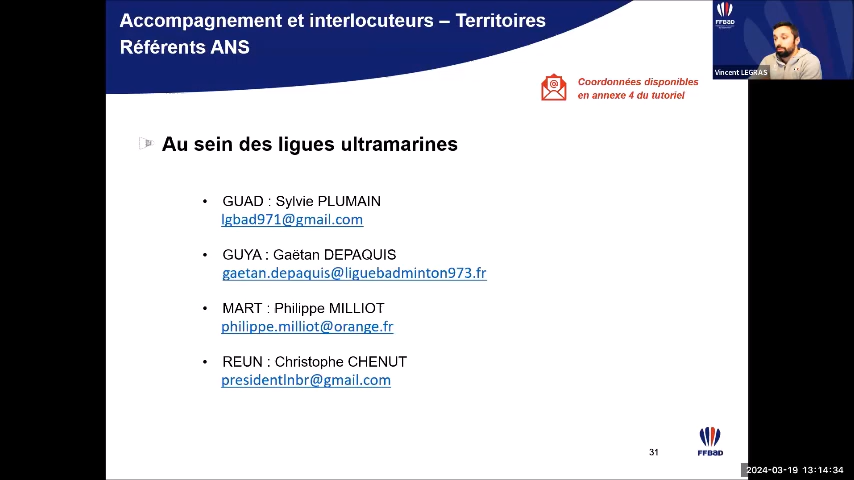 Accompagnement et interlocuteurs – Territoires
Référents ANS
FFBaD
Vincent LEGRAS
Coordonnées disponibles
en annexe 4 du tutoriel
Au sein des ligues ultramarines
• GUAD : Sylvie PLUMAIN
lgbad971@gmail.com
• GUYA : Gaëtan DEPAQUIS
gaetan.depaquis@liguebadminton973.fr
• MART : Philippe MILLIOT
philippe.milliot@orange.fr
• REUN : Christophe CHENUT
presidentlnbr@gmail.com
31
FFBaD
2024-03-19 13:14:34